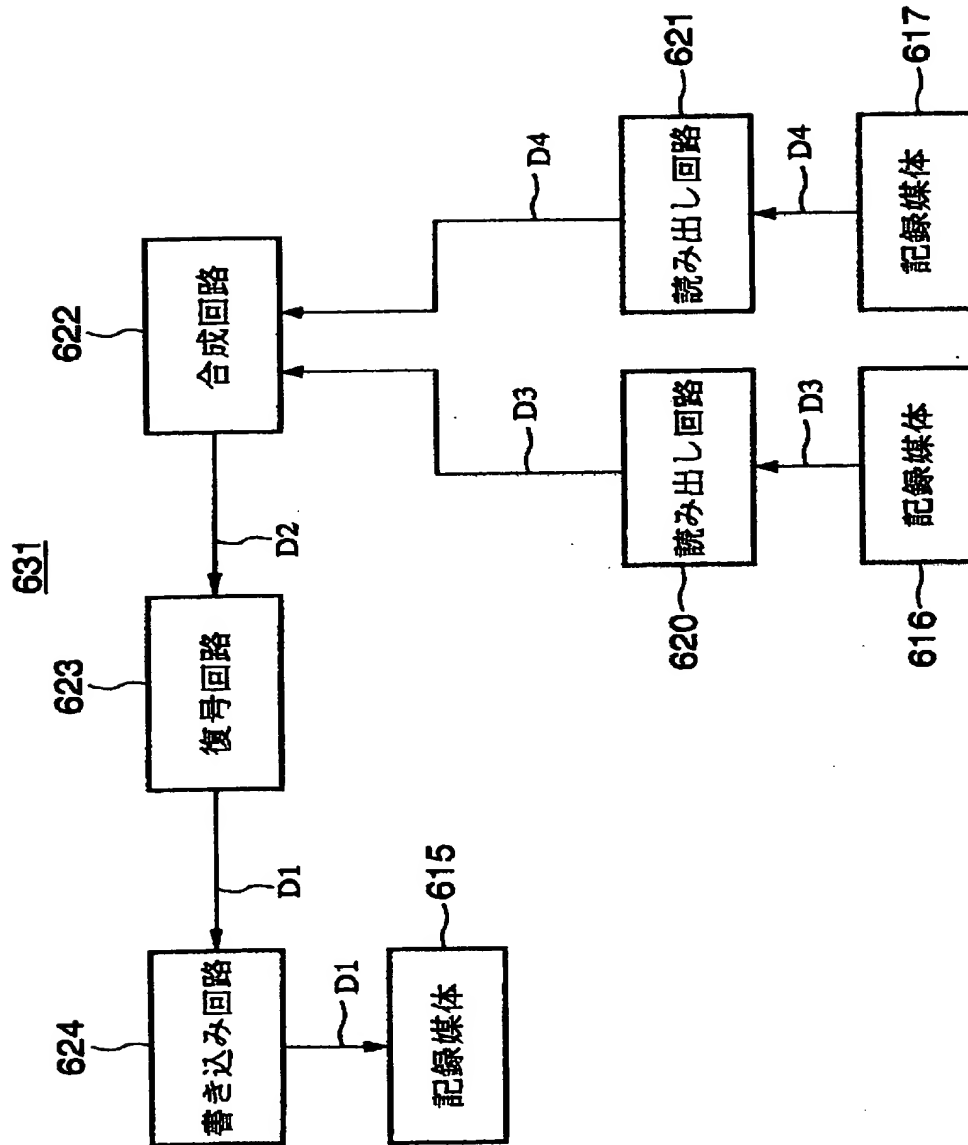 631
624
書き込み回路
D1
623
復号回路
D2
622
合成回路
D1
615
記録媒体
D3
D4
620
読み出し回路
621
読み出し回路
D3
D4
616
記録媒体
617
記録媒体